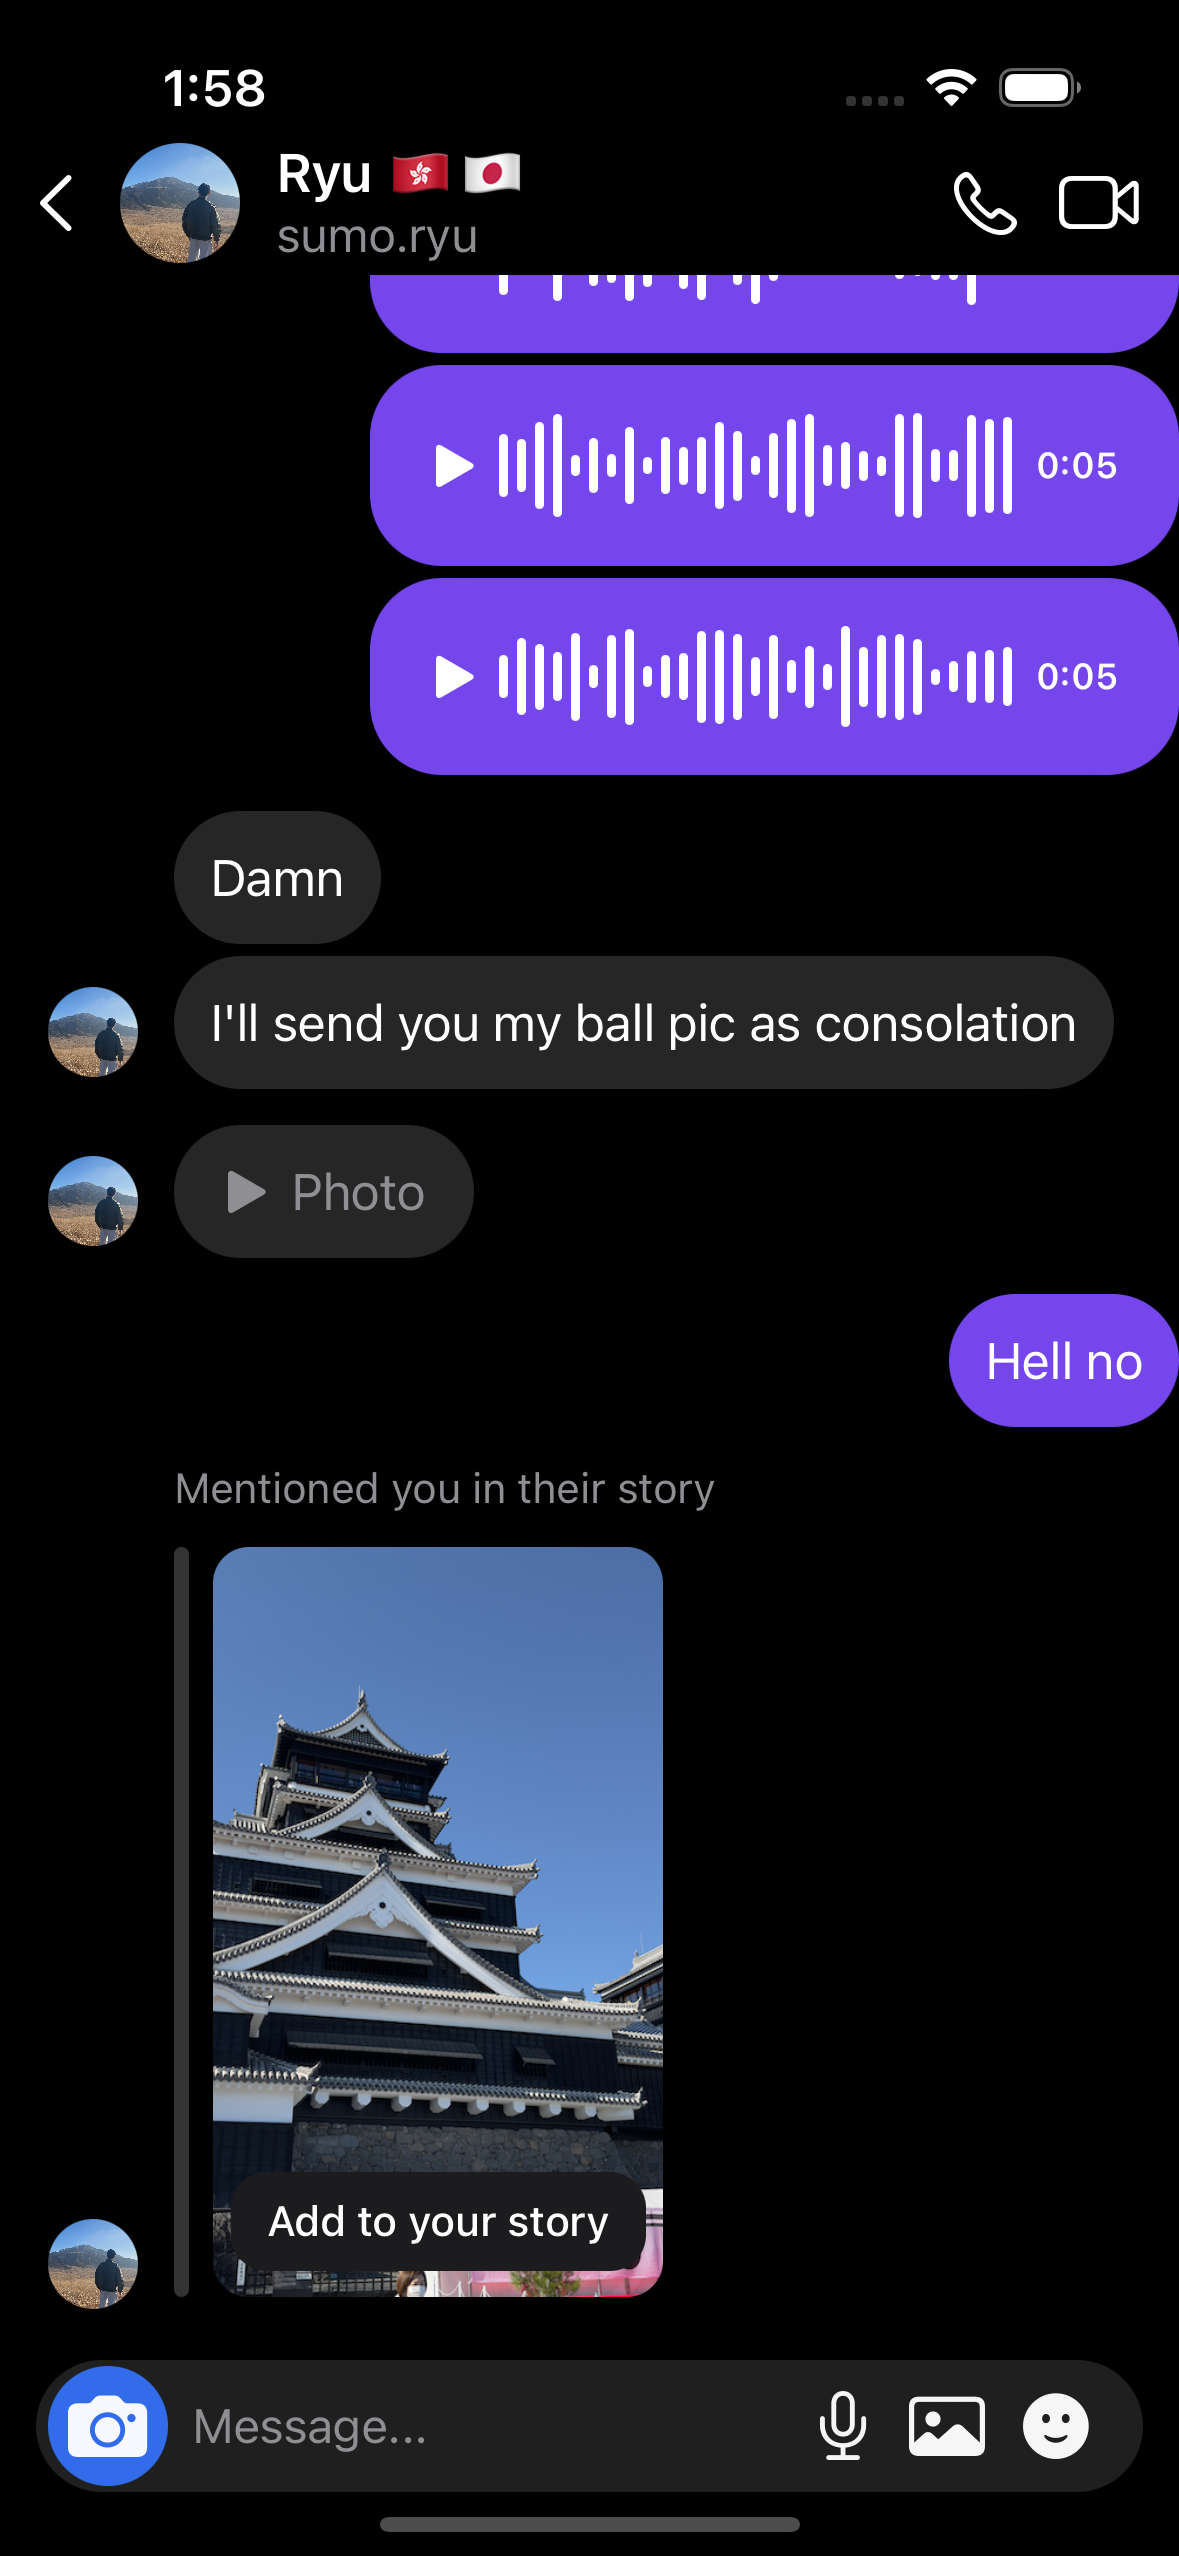 1:58
Ryu 🇭🇰 🇯🇵
sumo.ryu
0:05
0:05
Damn
I'll send you my ball pic as consolation
Photo
Hell no
Mentioned you in their story
Add to your story
Message...